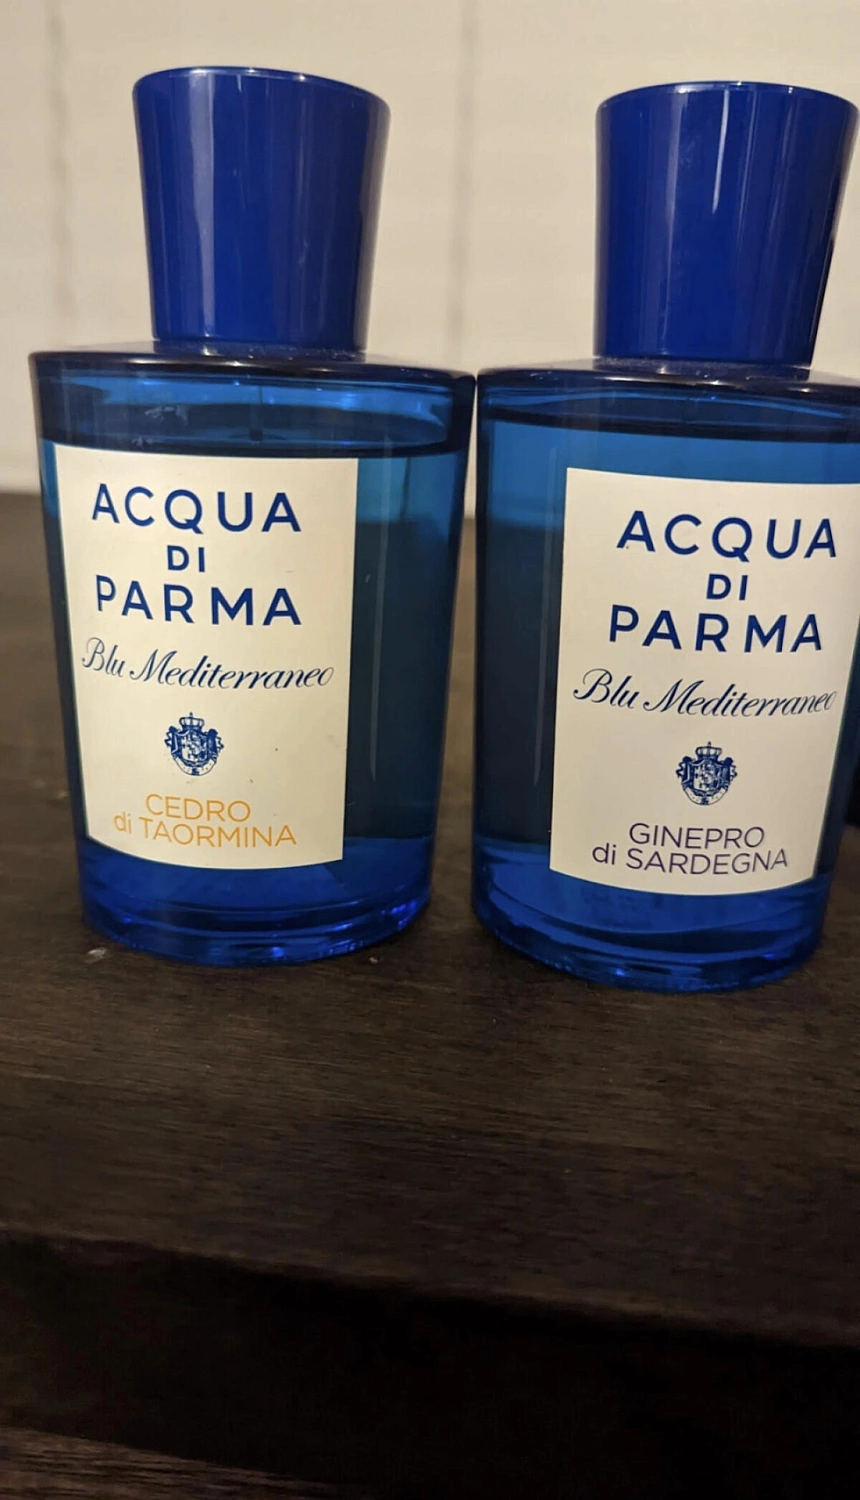 ACQUA
DI
PARMA
Blu Mediterraneo
CEDRO
di TAORMINA
ACQUA
DI
PARMA
Blu Mediterraneo
GINEPRO
di SARDEGNA